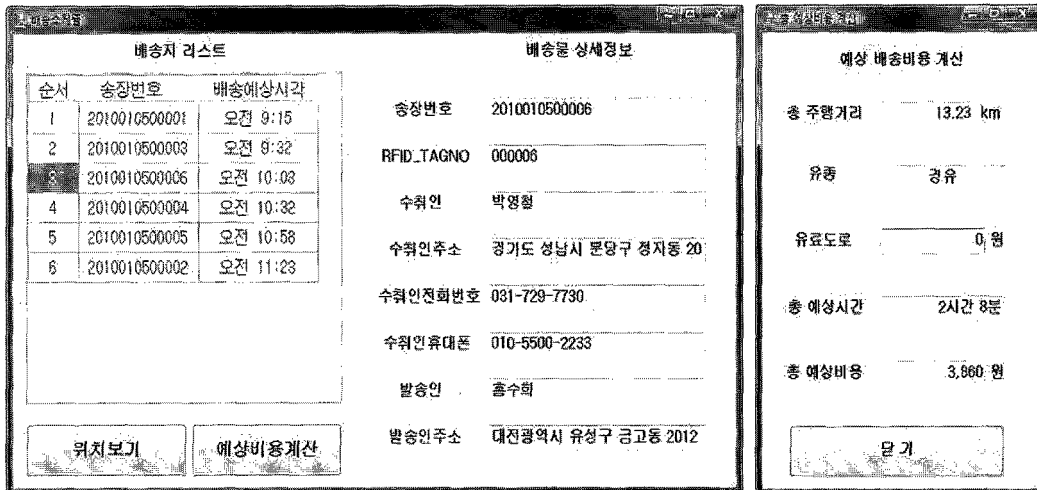 배송지 리스트
순서 송장번호 배송예상시각
1 2010010500001 오전 9:15
2 2010010500003 오전 9:32
3 2010010500006 오전 10:03
4 2010010500004 오전 10:32
5 2010010500005 오전 10:58
6 2010010500002 오전 11:23
위치보기 예상비용계산
배송물 상세정보
송장번호 2010010500006
RFID_TAGNO 000006
수취인 박영철
수취인주소 경기도 성남시 분당구 정자동 20
수취인전화번호 031-729-7730
수취인휴대폰 010-5500-2233
발송인 홍수희
발송인주소 대전광역시 유성구 금고동 2012
예상 배송비용 계산
총 주행거리 13.23 km
유종 경유
유료도로 0 원
총 예상시간 2시간 8분
총 예상비용 3,860 원
닫 기